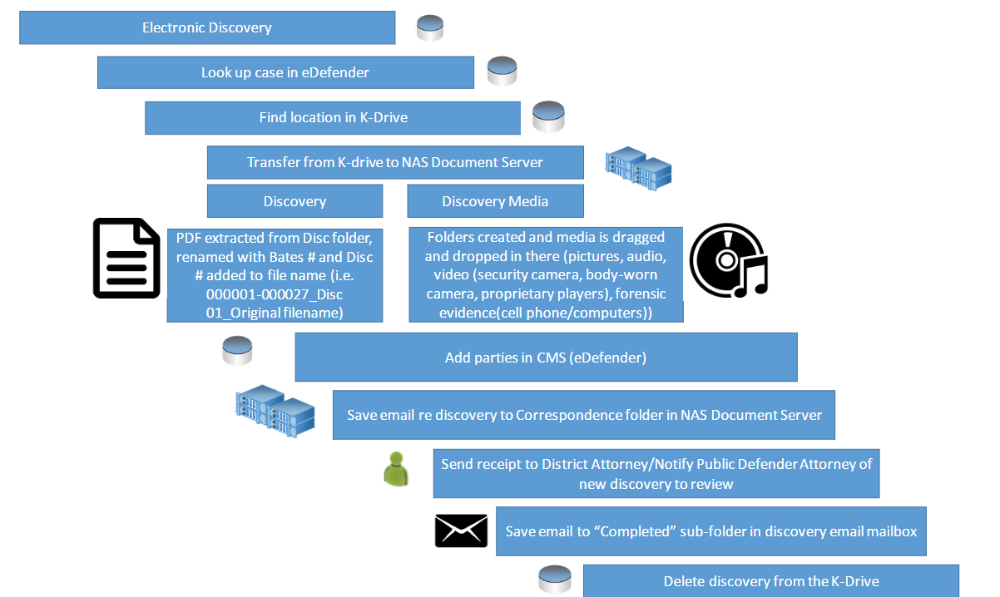 Electronic Discovery
Look up case in eDefender
Find location in K-Drive
Transfer from K-drive to NAS Document Server
Discovery
Discovery Media
PDF extracted from Disc folder,
renamed with Bates # and Disc
# added to file name (i.e.
000001-000027_Disc
01_Original filename)
Folders created and media is dragged
and dropped in there (pictures, audio,
video (security camera, body-worn
camera, proprietary players), forensic
evidence(cell phone/computers))
Add parties in CMS (eDefender)
Save email re discovery to Correspondence folder in NAS Document Server
Send receipt to District Attorney/Notify Public Defender Attorney of
new discovery to review
Save email to “Completed” sub-folder in discovery email mailbox
Delete discovery from the K-Drive